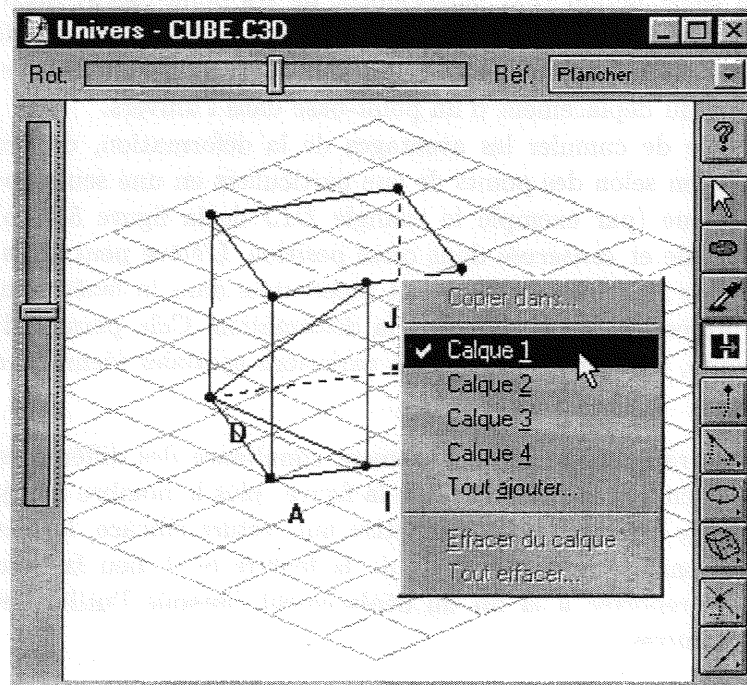 Univers - CUBE.C3D
Rot.
Réf. Plancher
J
D
A
I
Copier dans...
Calque 1
Calque 2
Calque 3
Calque 4
Tout ajouter...
Effacer du calque
Tout effacer...